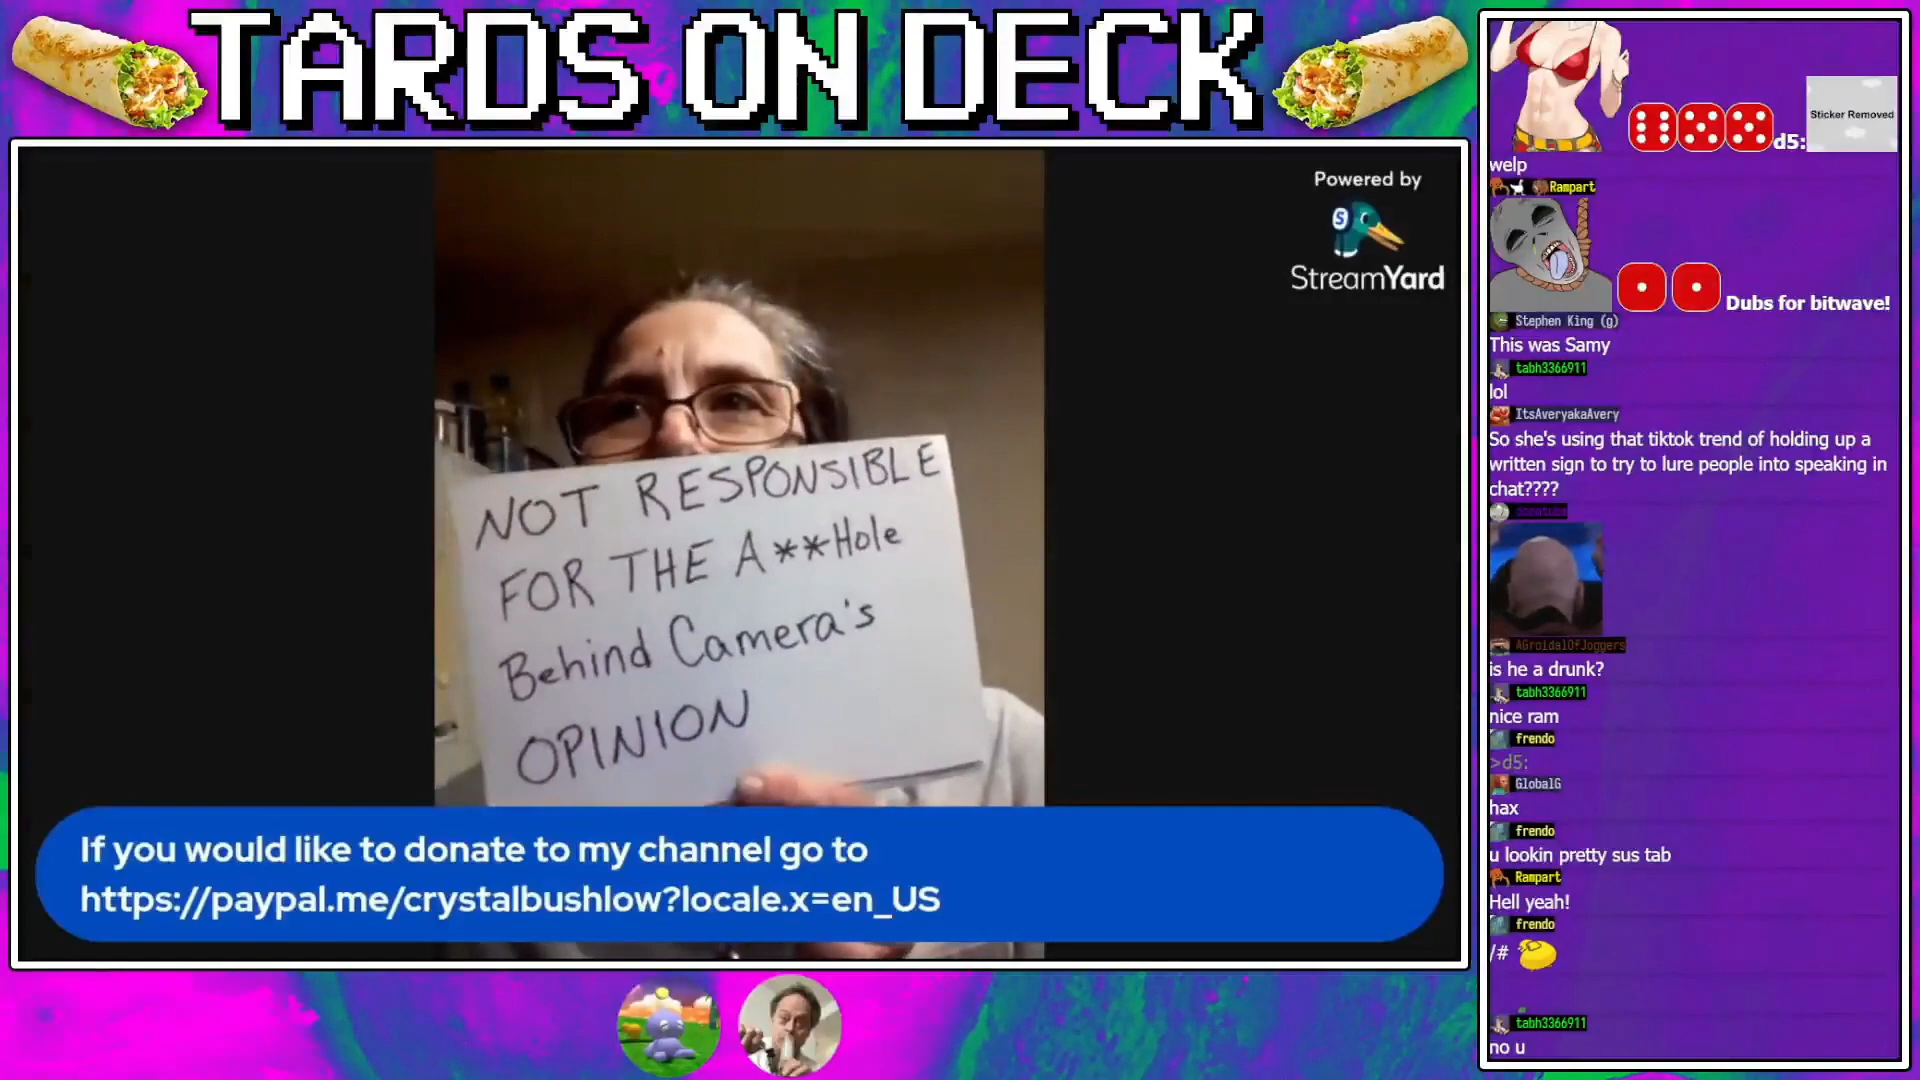 TARDS ON DECK
Powered by
StreamYard
NOT RESPONSIBLE
FOR THE A**Hole
Behind Camera's
OPINION
If you would like to donate to my channel go to
https://paypal.me/crystalbushlow?locale.x=en_US
d5:
Sticker Removed
welp
Rampart
Dubs for bitwave!
Stephen King (g)
This was Samy
tabh3366911
lol
ItsAveryakaAvery
So she's using that tiktok trend of holding up a
written sign to try to lure people into speaking in
chat????
AGroidalOfJoggers
is he a drunk?
tabh3366911
nice ram
frendo
>d5:
GlobalG
hax
frendo
u lookin pretty sus tab
Rampart
Hell yeah!
frendo
/#
tabh3366911
no u